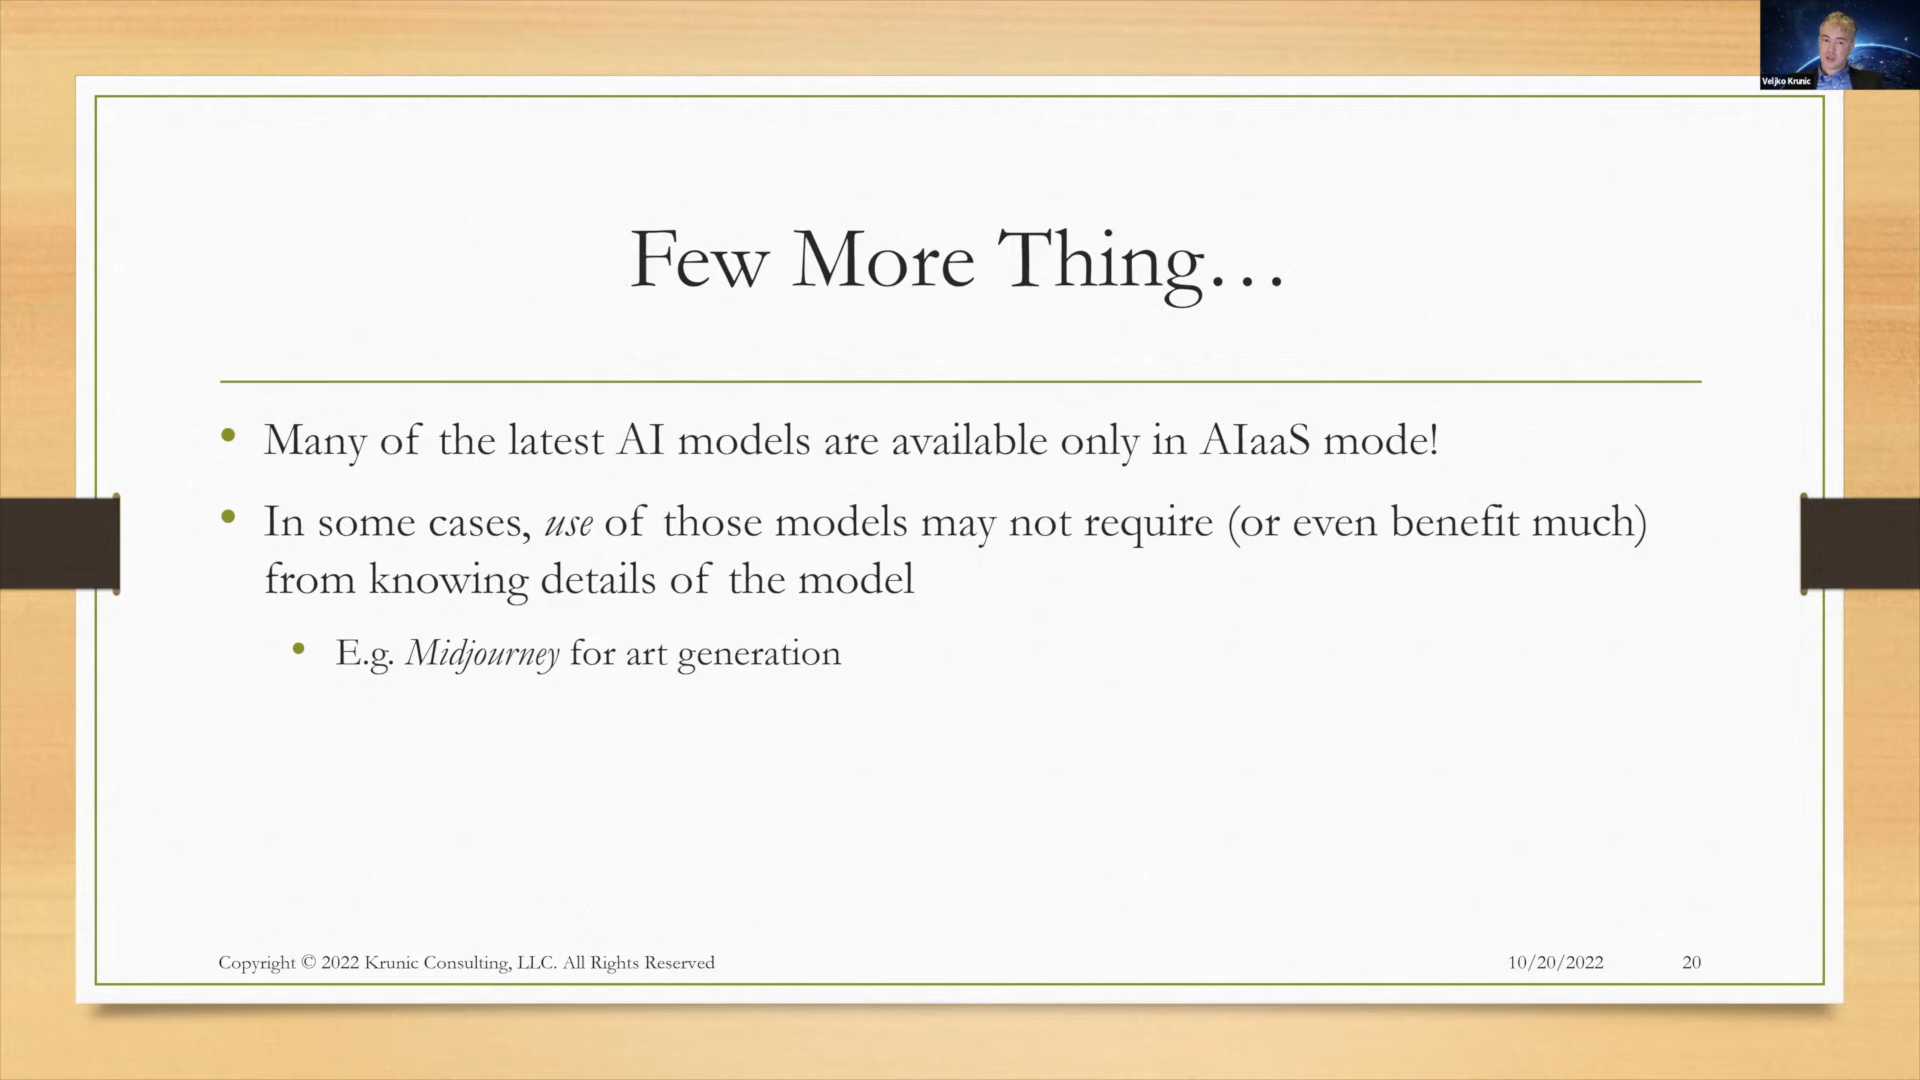 Veljko Krunic
Few More Thing…
• Many of the latest AI models are available only in AIaaS mode!
• In some cases, use of those models may not require (or even benefit much)
from knowing details of the model
• E.g. Midjourney for art generation
Copyright © 2022 Krunic Consulting, LLC. All Rights Reserved
10/20/2022
20